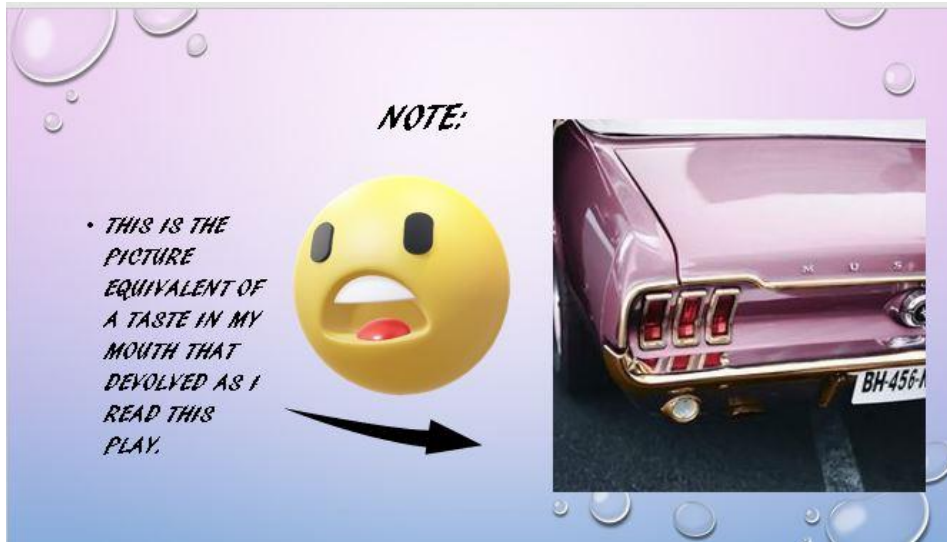 NOTE:
• THIS IS THE
PICTURE
EQUIVALENT OF
A TASTE IN MY
MOUTH THAT
DEVOLVED AS I
READ THIS
PLAY.
M U S
BH-456-